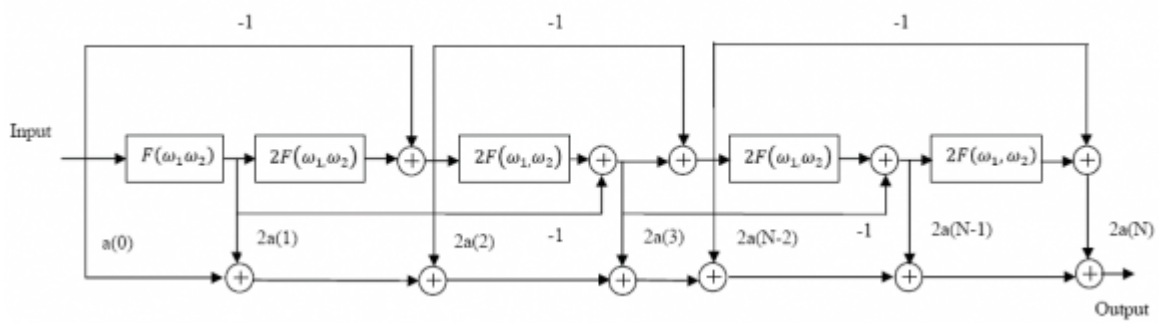 -1 -1 -1
Input
F(ω₁ω₂) 2F(ω₁,ω₂) 2F(ω₁,ω₂) 2F(ω₁,ω₂) 2F(ω₁, ω₂)
+ + + + + +
a(0) 2a(1) 2a(2) -1 2a(3) 2a(N-2) -1 2a(N-1) 2a(N)
+ + + + + +
Output